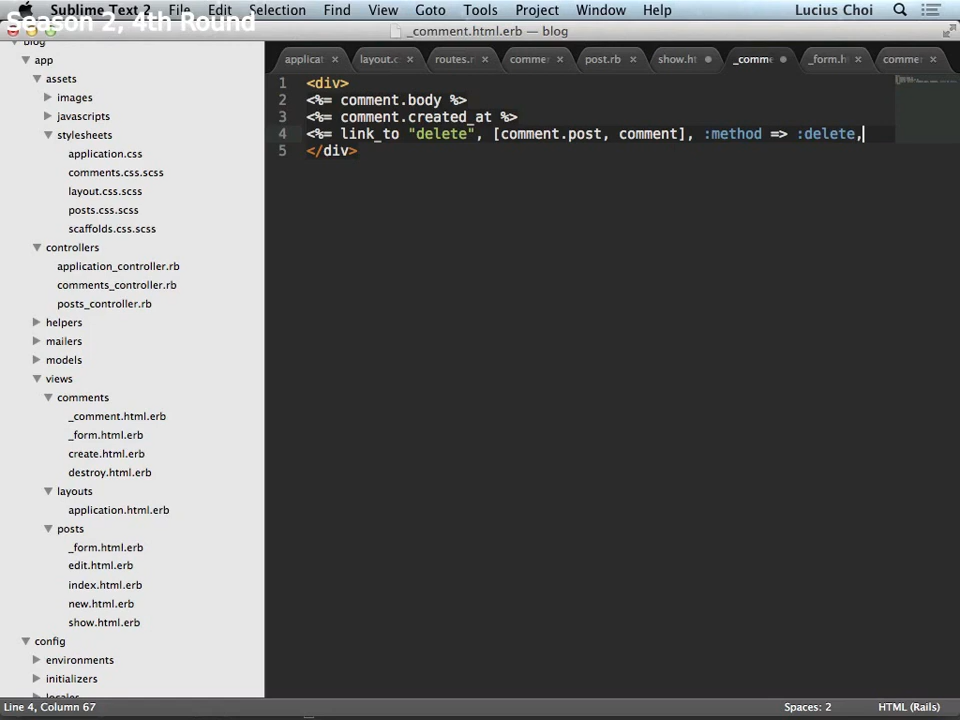 Sublime Text 2 File Edit Selection View Goto Tools Project Window Help Lucius Choi
Season 2, 4th Round
_comment.html.erb — blog
blog
app
assets
images
javascripts
stylesheets
application.css
comments.css.scss
layout.css.scss
posts.css.scss
scaffolds.css.scss
controllers
application_controller.rb
comments_controller.rb
posts_controller.rb
helpers
mailers
models
views
comments
_comment.html.erb
_form.html.erb
create.html.erb
destroy.html.erb
layouts
application.html.erb
posts
_form.html.erb
edit.html.erb
index.html.erb
new.html.erb
show.html.erb
config
environments
initializers
locales
applicat layout.c routes.r comme post.rb show.ht _comme _form.h commer
1 <div>
2 <%= comment.body %>
3 <%= comment.created_at %>
4 <%= link_to "delete", [comment.post, comment], :method => :delete,
5 </div>
Line 4, Column 67 Spaces: 2 HTML (Rails)